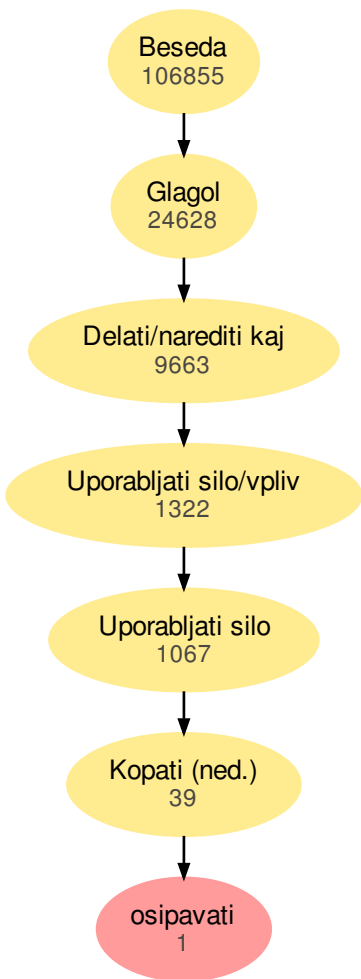 Beseda
106855
Glagol
24628
Delati/narediti kaj
9663
Uporabljati silo/vpliv
1322
Uporabljati silo
1067
Kopati (ned.)
39
osipavati
1